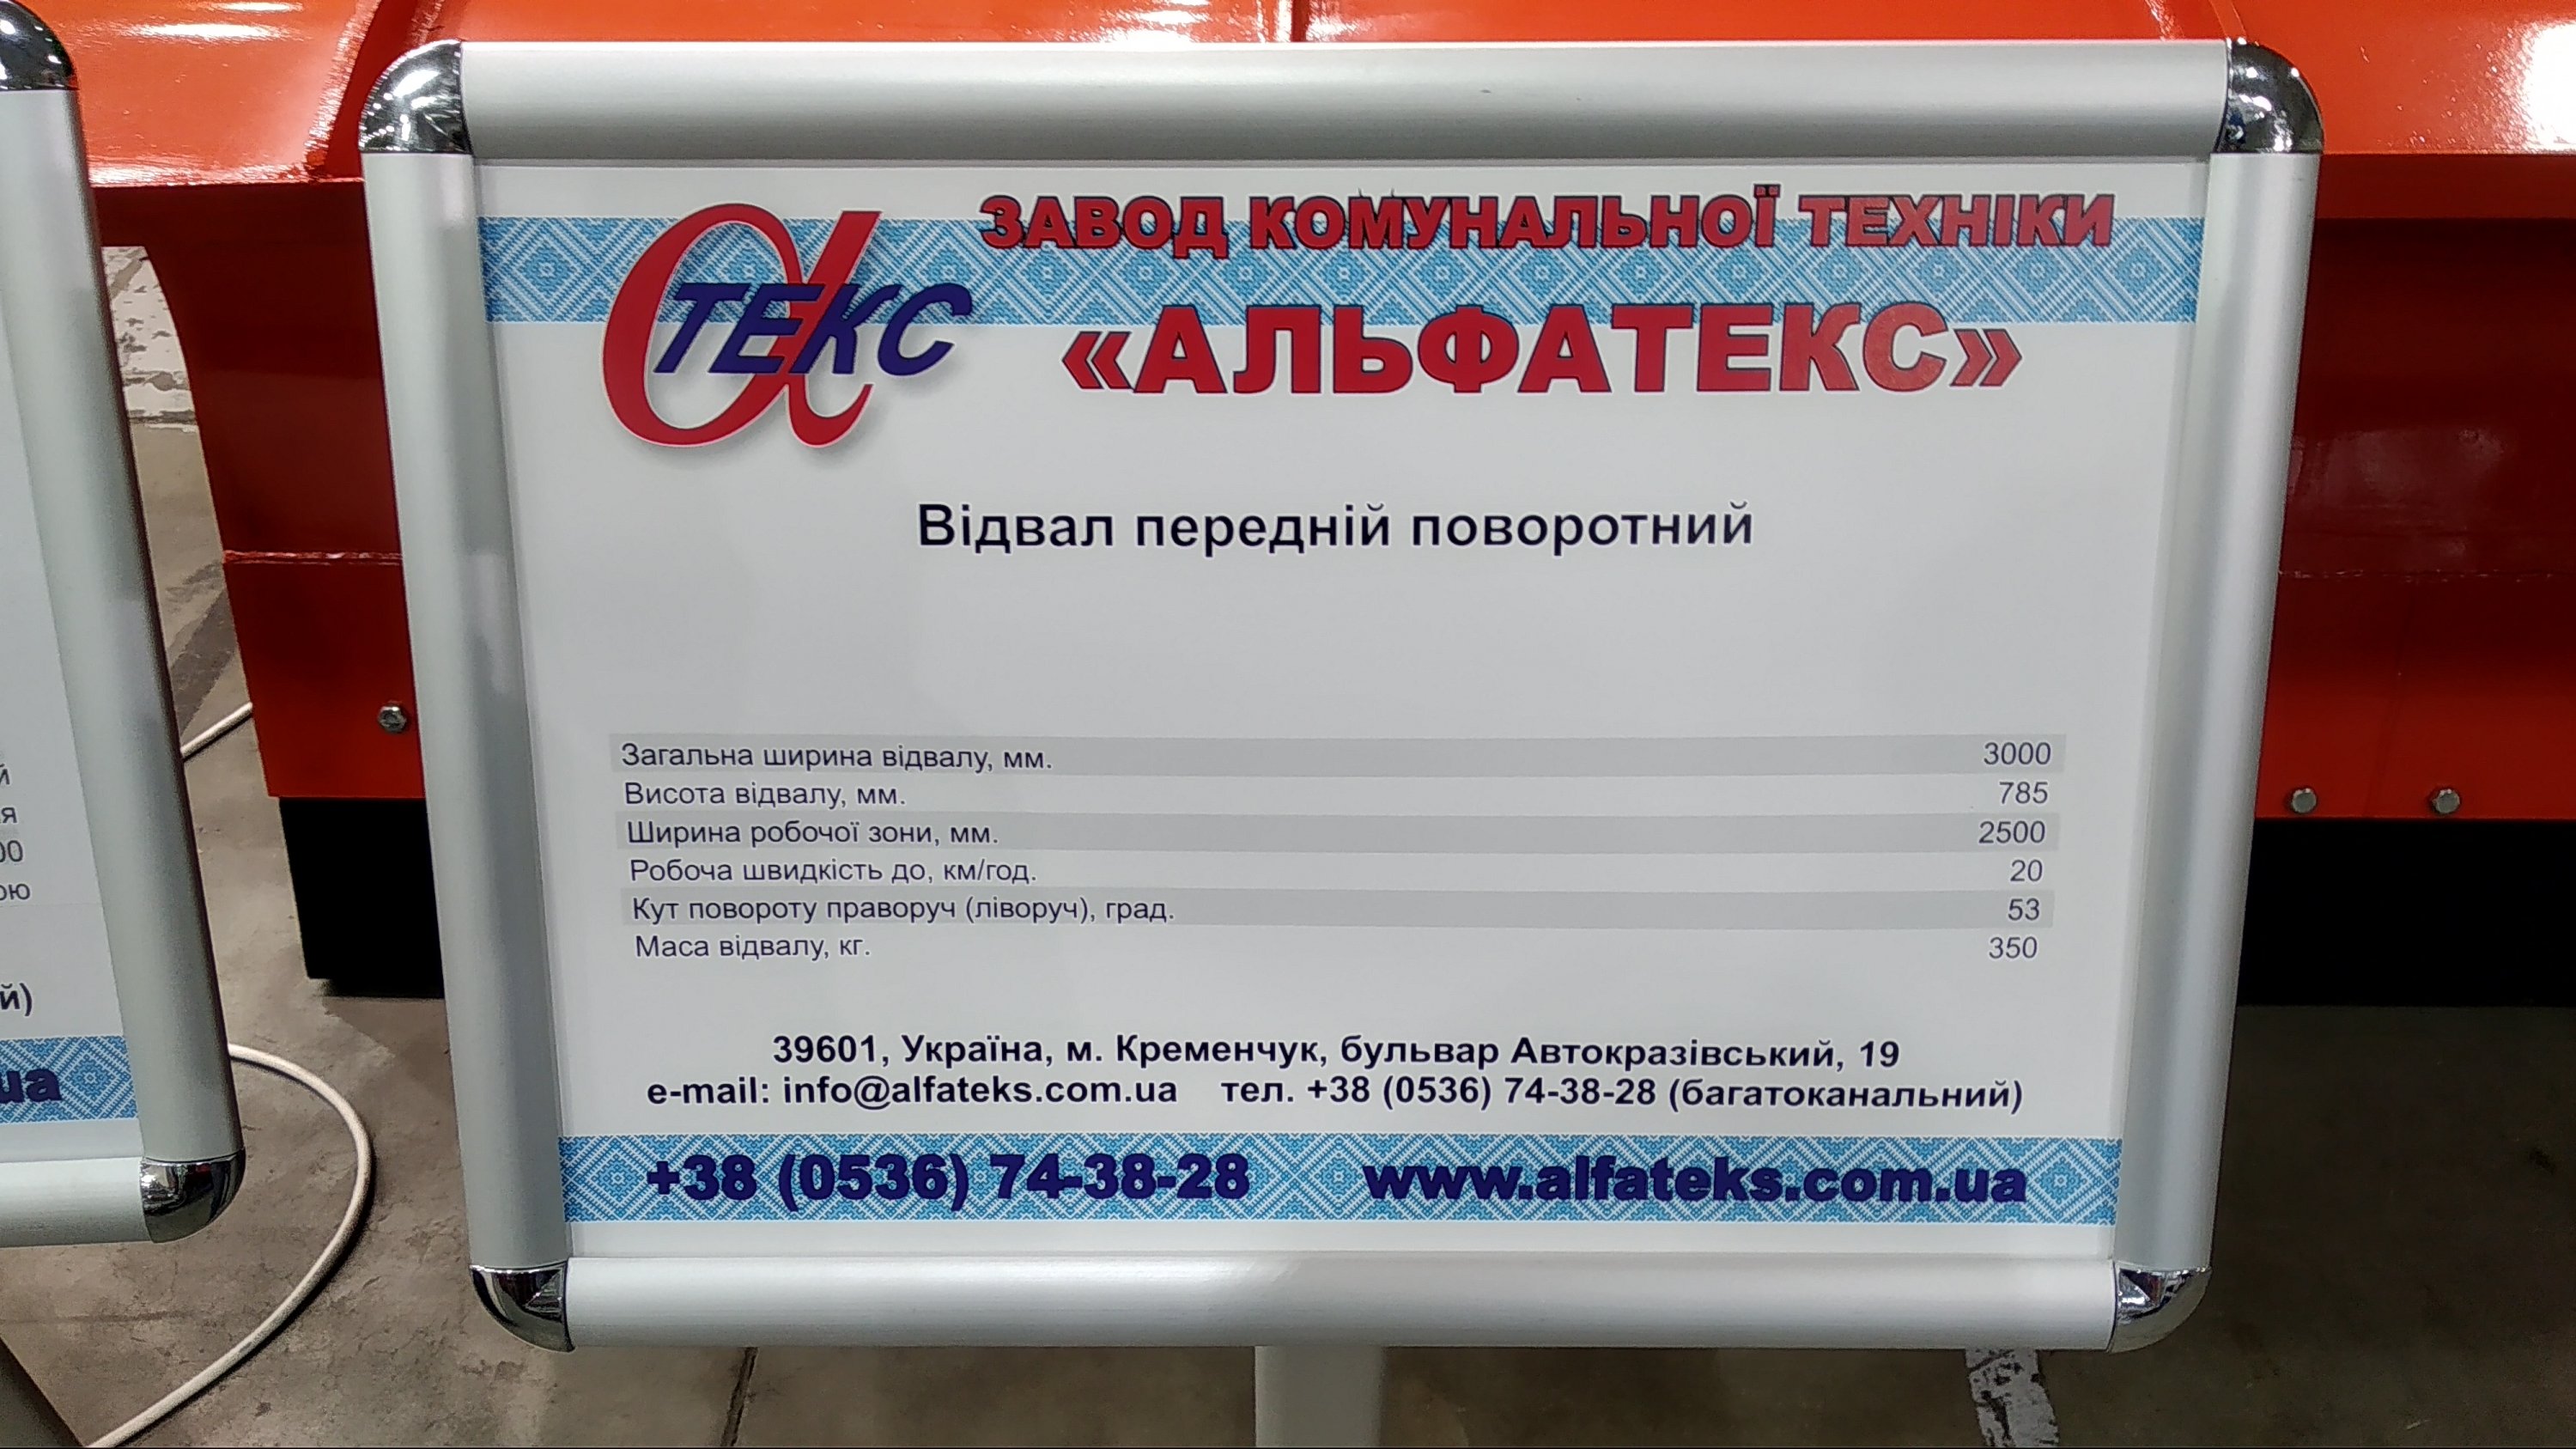 ТЕКС
ЗАВОД КОМУНАЛЬНОЇ ТЕХНІКИ
«АЛЬФАТЕКС»
Відвал передній поворотний
Загальна ширина відвалу, мм. 3000
Висота відвалу, мм. 785
Ширина робочої зони, мм. 2500
Робоча швидкість до, км/год. 20
Кут повороту праворуч (ліворуч), град. 53
Маса відвалу, кг. 350
39601, Україна, м. Кременчук, бульвар Автокразівський, 19
e-mail: info@alfateks.com.ua тел. +38 (0536) 74-38-28 (багатоканальний)
+38 (0536) 74-38-28 www.alfateks.com.ua